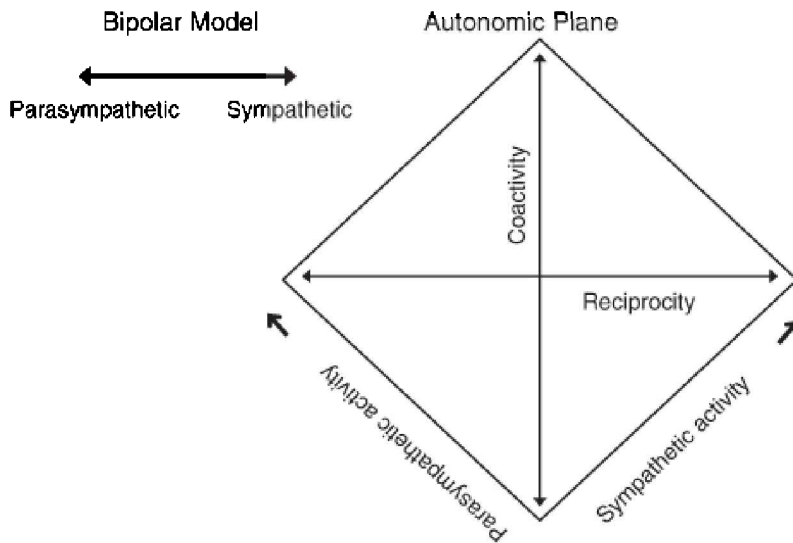 Bipolar Model
Parasympathetic Sympathetic
Autonomic Plane
Coactivity
Reciprocity
Parasympathetic activity
Sympathetic activity